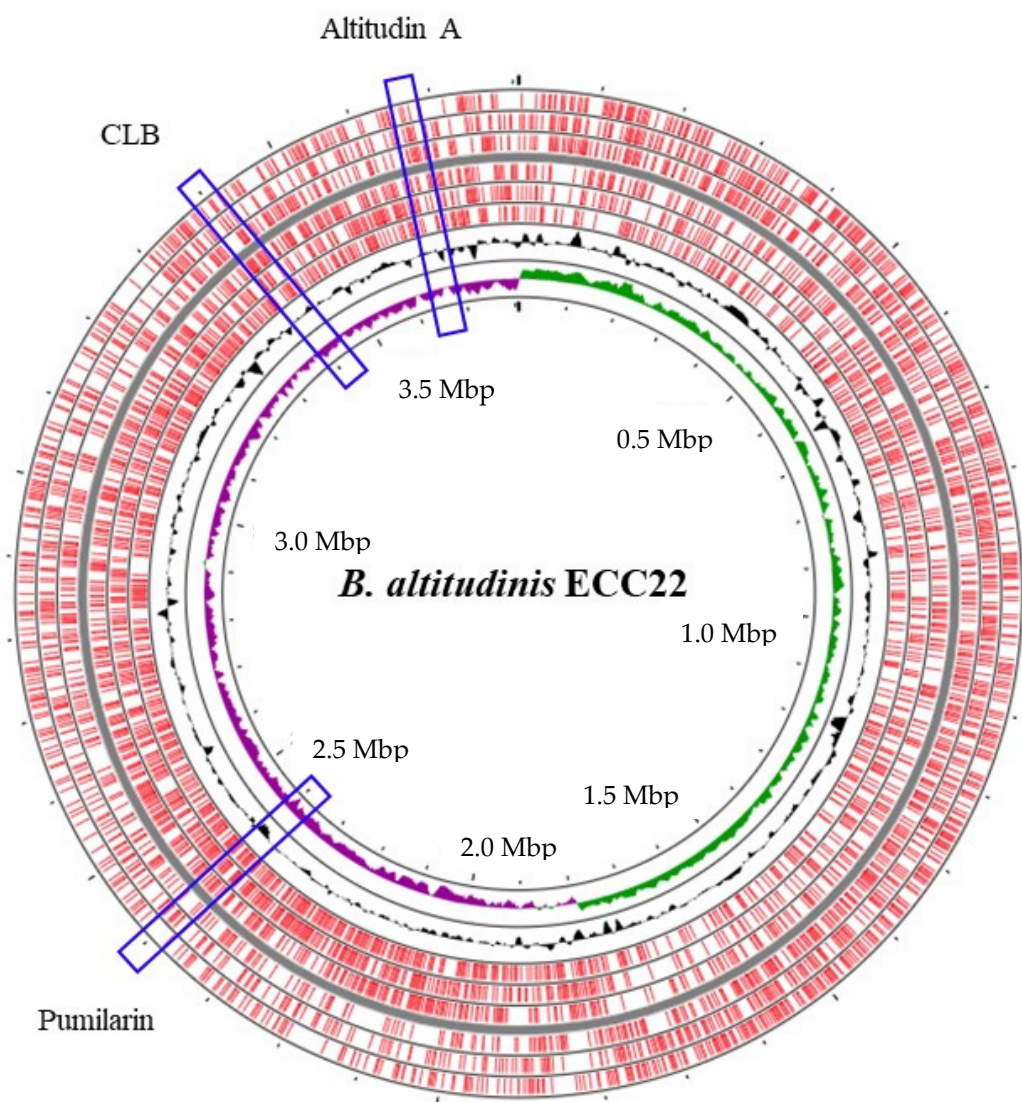 Altitudin A
CLB
3.5 Mbp
0.5 Mbp
3.0 Mbp
B. altitudinis ECC22
1.0 Mbp
2.5 Mbp
1.5 Mbp
2.0 Mbp
Pumilarin